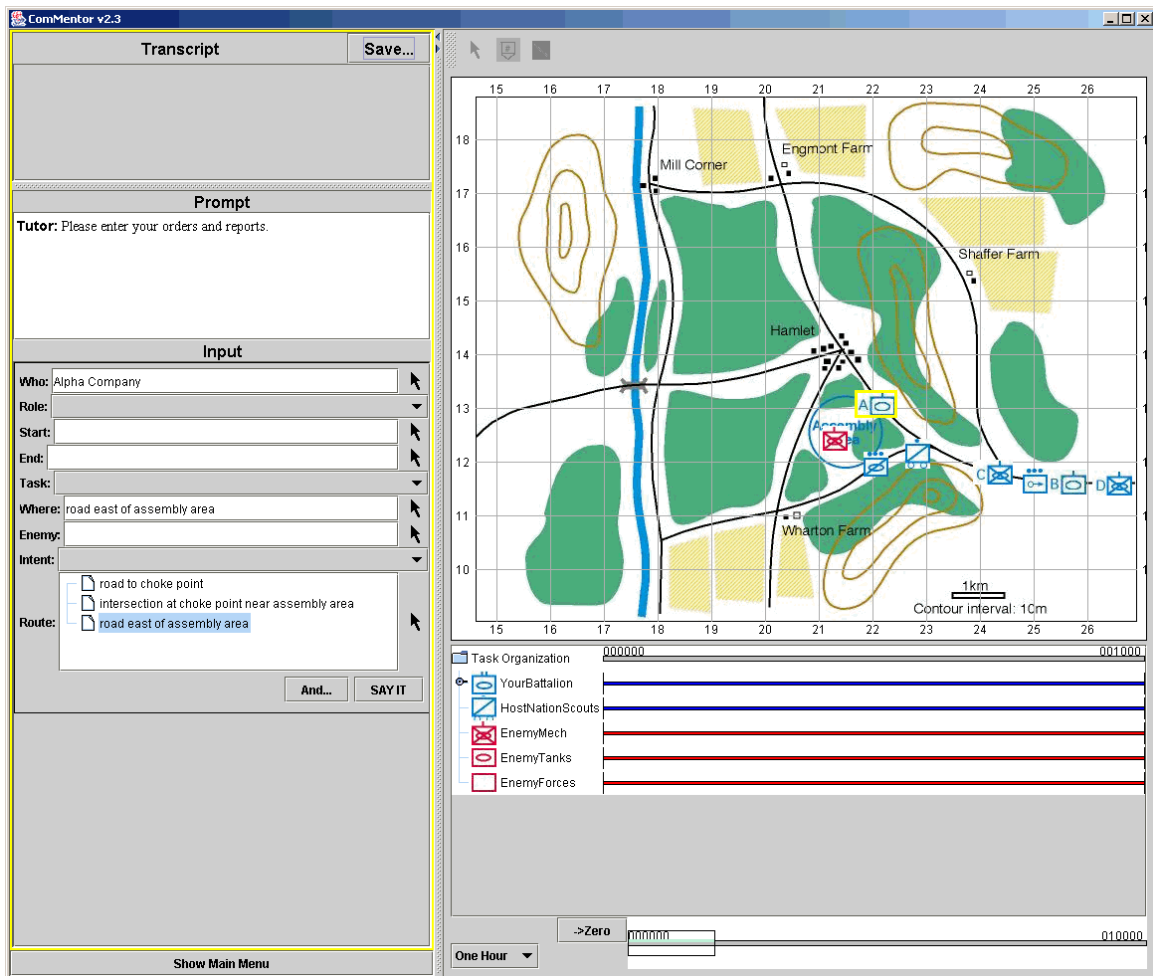 ComMentor v2.3
Transcript
Save...
Prompt
Tutor: Please enter your orders and reports.
Input
Who: Alpha Company
Role:
Start:
End:
Task:
Where: road east of assembly area
Enemy:
Intent:
road to choke point
intersection at choke point near assembly area
Route: road east of assembly area
And...
SAY IT
Show Main Menu
15 16 17 18 19 20 21 22 23 24 25 26
18
17
16
15
14
13
12
11
10
Mill Corner
Engmont Farm
Shaffer Farm
Hamlet
A
Assembly
C
B
D
Wharton Farm
1km
Contour interval: 10m
15 16 17 18 19 20 21 22 23 24 25 26
Task Organization
000000
001000
YourBattalion
HostNationScouts
EnemyMech
EnemyTanks
EnemyForces
->Zero
One Hour
000000
010000